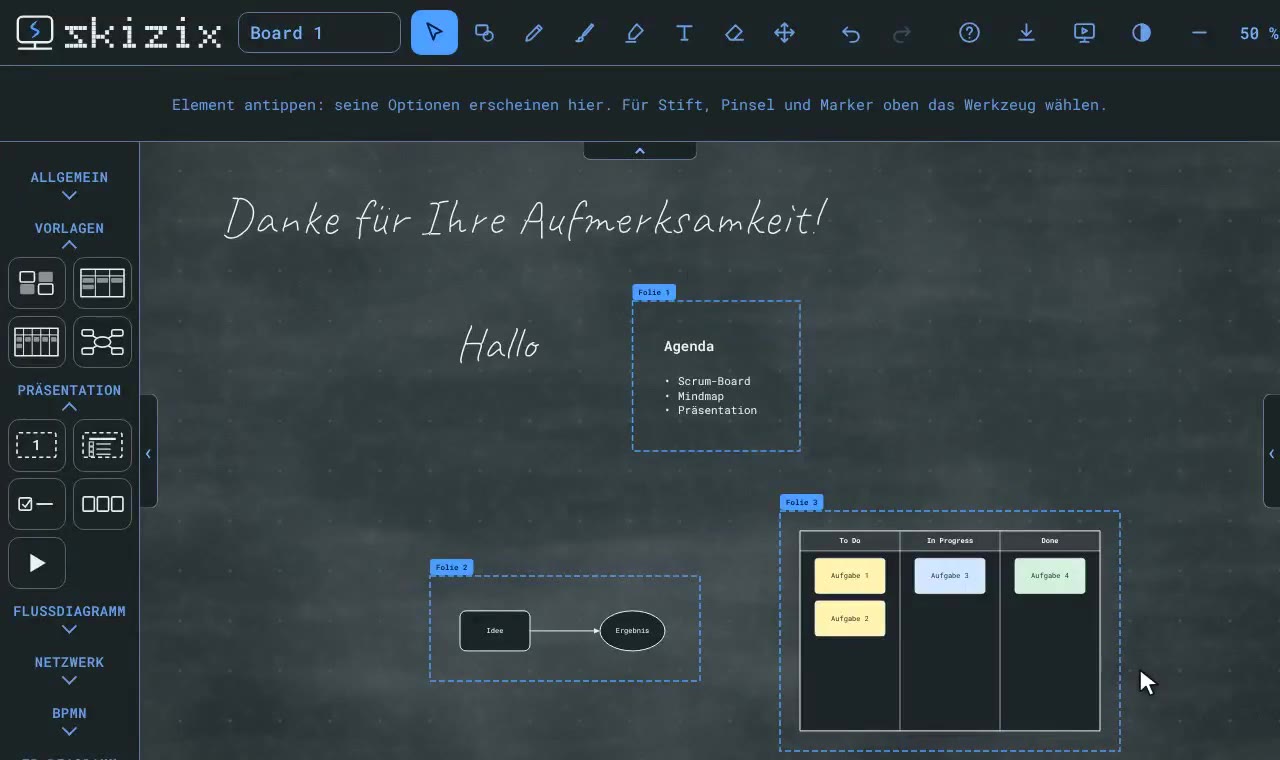 skizix
Board 1
50 %
Element antippen: seine Optionen erscheinen hier. Für Stift, Pinsel und Marker oben das Werkzeug wählen.
ALLGEMEIN
VORLAGEN
PRÄSENTATION
1
FLUSSDIAGRAMM
NETZWERK
BPMN
Danke für Ihre Aufmerksamkeit!
Hallo
Folie 1
Agenda
• Scrum-Board
• Mindmap
• Präsentation
Folie 2
Idee
Ergebnis
Folie 3
To Do
In Progress
Done
Aufgabe 1
Aufgabe 3
Aufgabe 4
Aufgabe 2